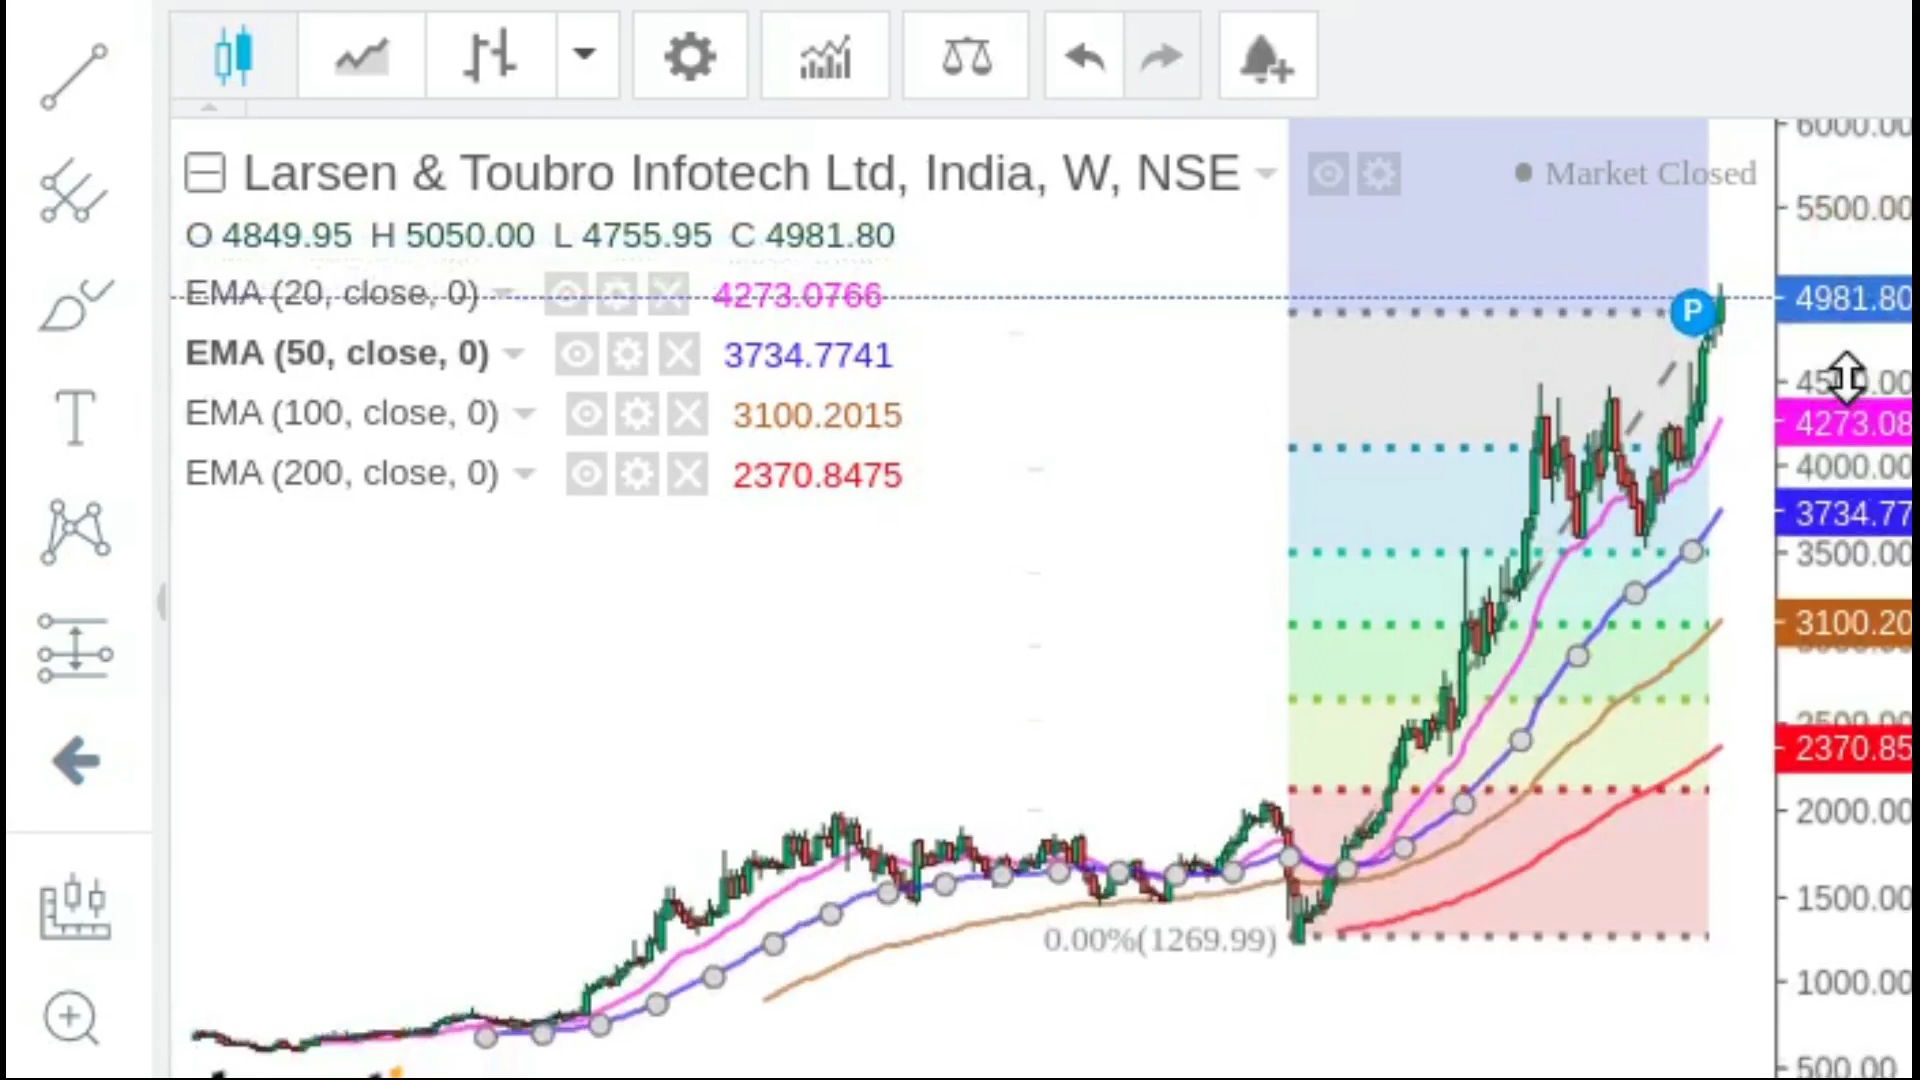 Larsen & Toubro Infotech Ltd, India, W, NSE
Market Closed
O 4849.95 H 5050.00 L 4755.95 C 4981.80
EMA (20, close, 0) 4273.0766
EMA (50, close, 0) 3734.7741
EMA (100, close, 0) 3100.2015
EMA (200, close, 0) 2370.8475
P
T
0.00%(1269.99)
6000.00
5500.00
4981.80
4273.08
4000.00
3734.77
3500.00
3100.20
2500.00
2370.85
2000.00
1500.00
1000.00
500.00